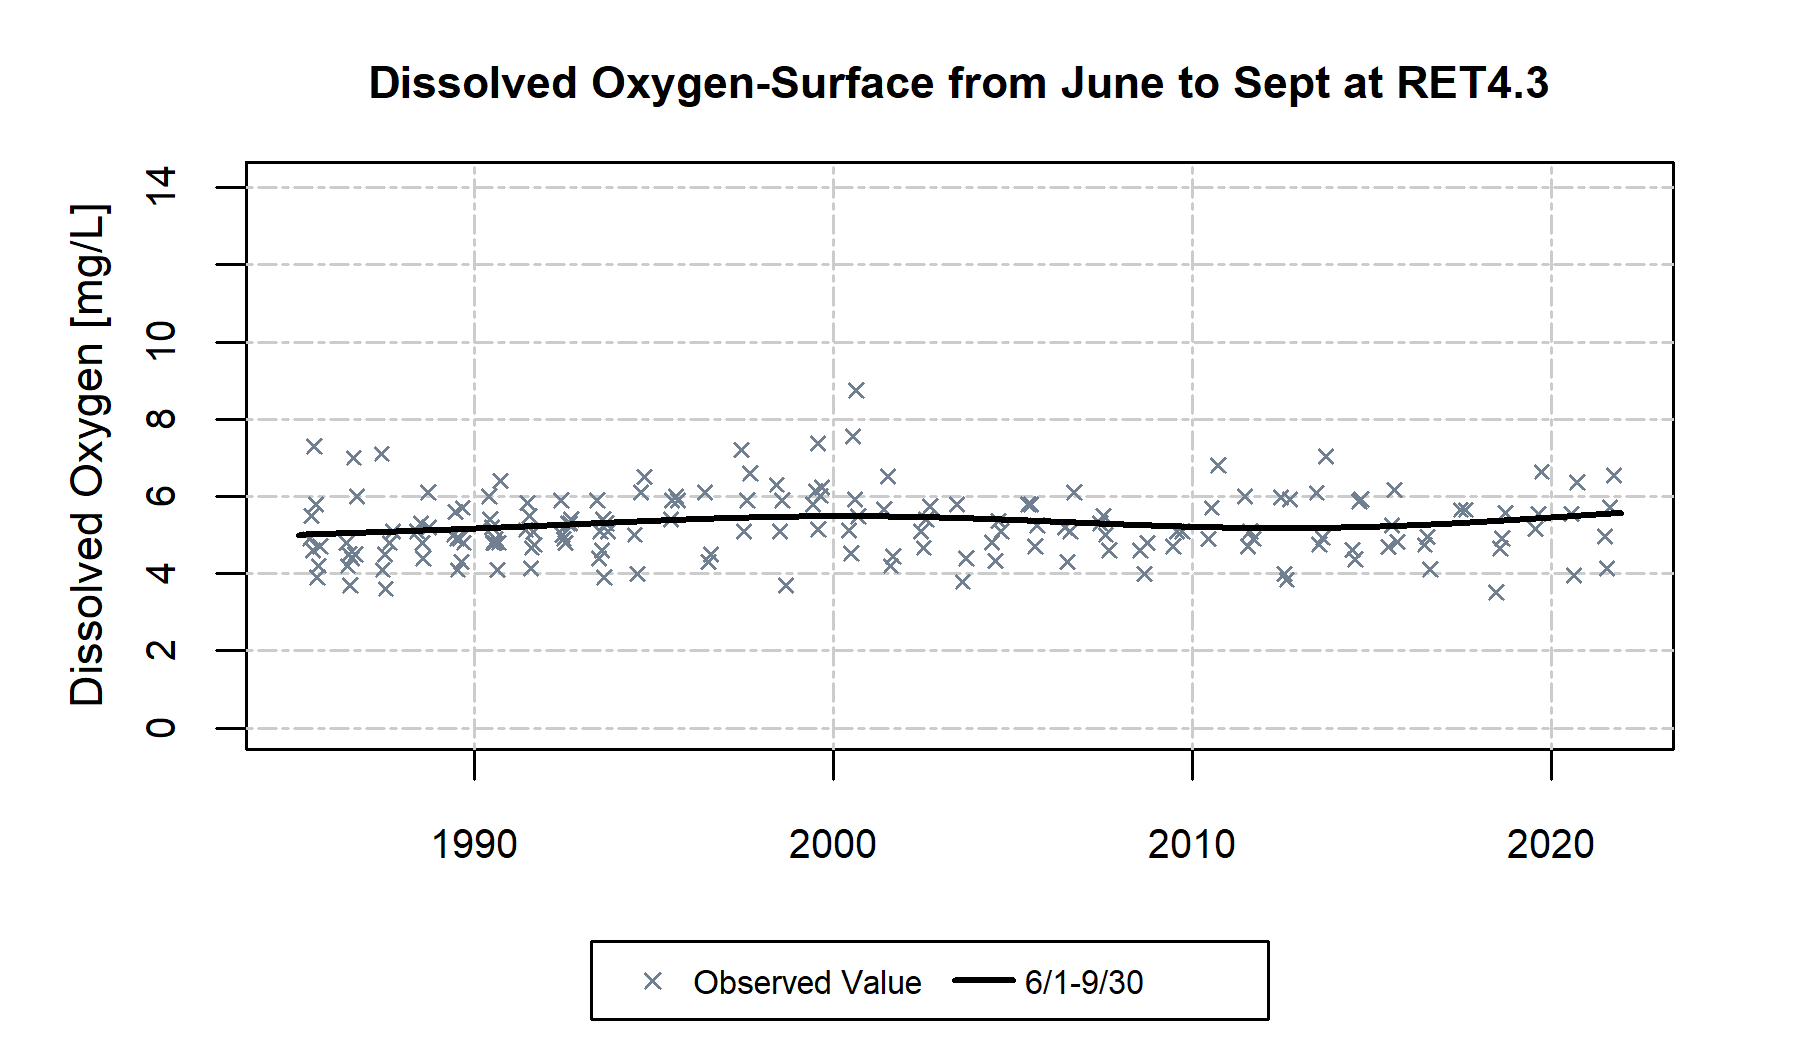 Dissolved Oxygen-Surface from June to Sept at RET4.3
Dissolved Oxygen [mg/L]
14
10
8
6
4
2
0
1990 2000 2010 2020
Observed Value 6/1-9/30